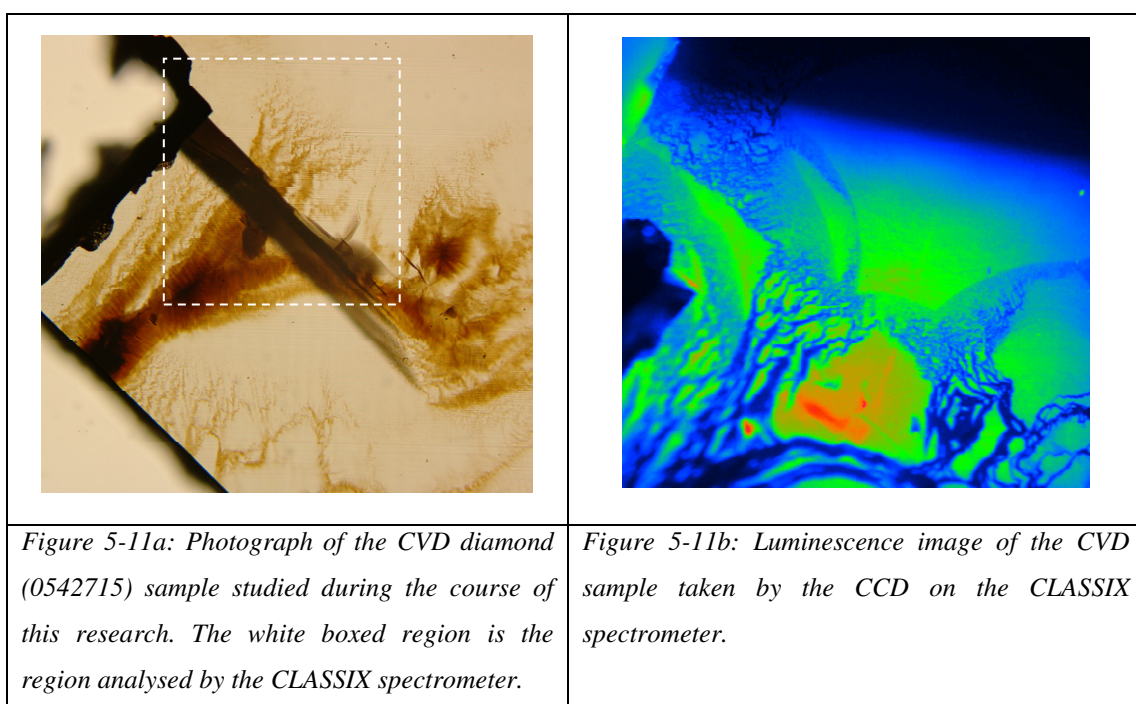 Figure 5-11a: Photograph of the CVD diamond
(0542715) sample studied during the course of
this research. The white boxed region is the
region analysed by the CLASSIX spectrometer.
Figure 5-11b: Luminescence image of the CVD
sample taken by the CCD on the CLASSIX
spectrometer.